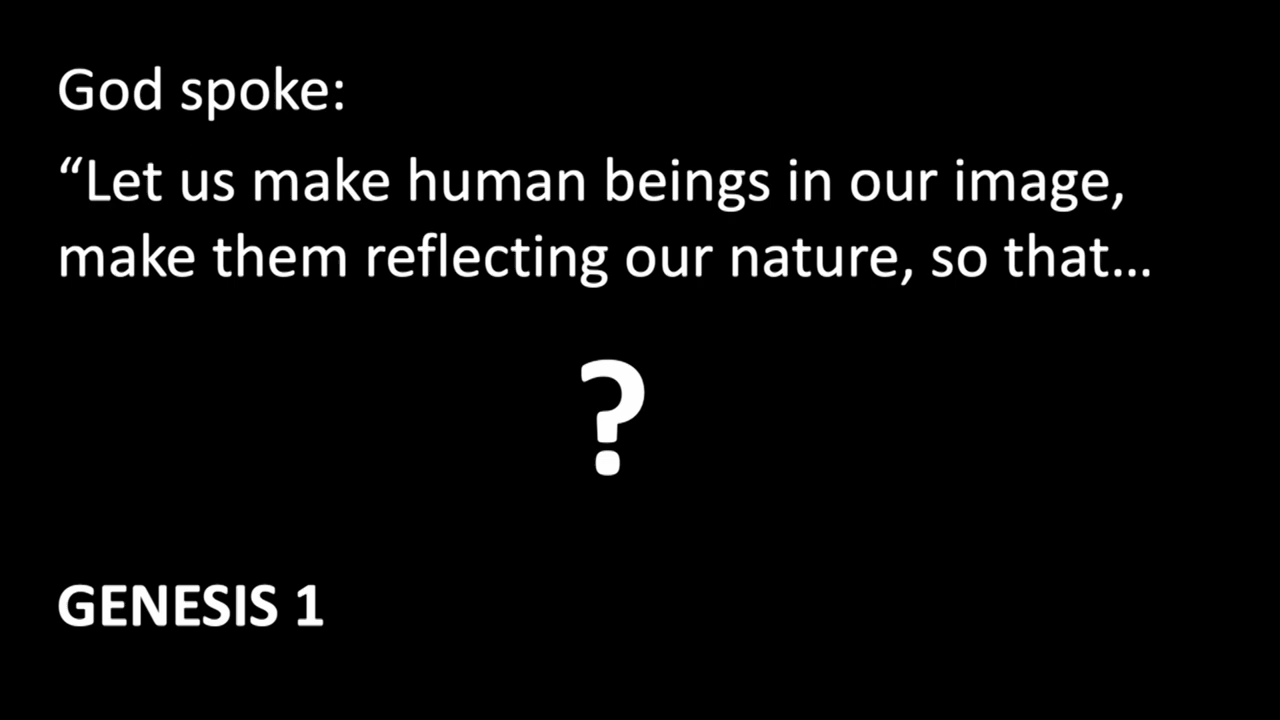 God spoke:
“Let us make human beings in our image,
make them reflecting our nature, so that…
?
GENESIS 1